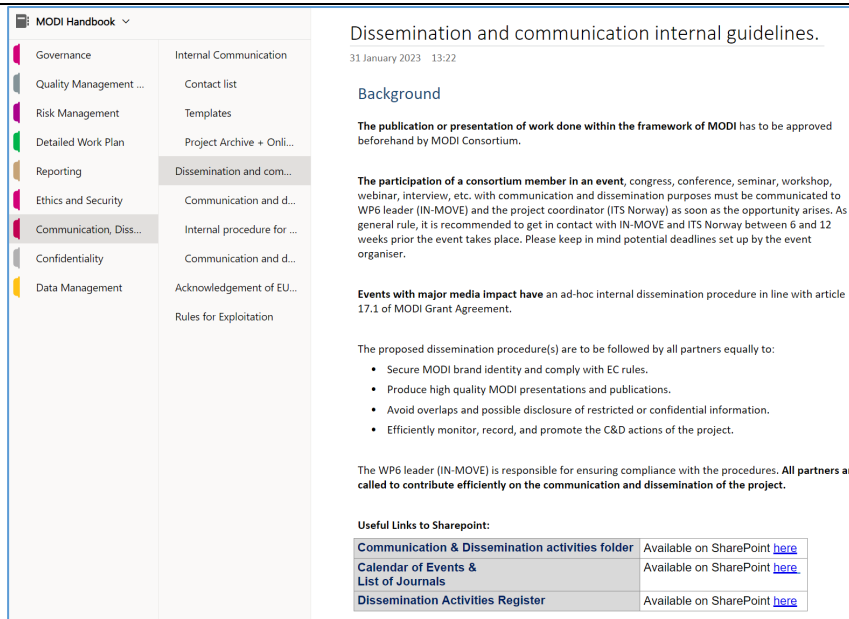 MODI Handbook
Governance
Quality Management ...
Risk Management
Detailed Work Plan
Reporting
Ethics and Security
Communication, Diss...
Confidentiality
Data Management
Internal Communication
Contact list
Templates
Project Archive + Onli...
Dissemination and com...
Communication and d...
Internal procedure for ...
Communication and d...
Acknowledgement of EU...
Rules for Exploitation
Dissemination and communication internal guidelines.
31 January 2023 13:22
Background
The publication or presentation of work done within the framework of MODI has to be approved
beforehand by MODI Consortium.
The participation of a consortium member in an event, congress, conference, seminar, workshop,
webinar, interview, etc. with communication and dissemination purposes must be communicated to
WP6 leader (IN-MOVE) and the project coordinator (ITS Norway) as soon as the opportunity arises. As
general rule, it is recommended to get in contact with IN-MOVE and ITS Norway between 6 and 12
weeks prior the event takes place. Please keep in mind potential deadlines set up by the event
organiser.
Events with major media impact have an ad-hoc internal dissemination procedure in line with article
17.1 of MODI Grant Agreement.
The proposed dissemination procedure(s) are to be followed by all partners equally to:
• Secure MODI brand identity and comply with EC rules.
• Produce high quality MODI presentations and publications.
• Avoid overlaps and possible disclosure of restricted or confidential information.
• Efficiently monitor, record, and promote the C&D actions of the project.
The WP6 leader (IN-MOVE) is responsible for ensuring compliance with the procedures. All partners
called to contribute efficiently on the communication and dissemination of the project.
Useful Links to Sharepoint:
Communication & Dissemination activities folder Available on SharePoint here
Calendar of Events & Available on SharePoint here
List of Journals
Dissemination Activities Register Available on SharePoint here